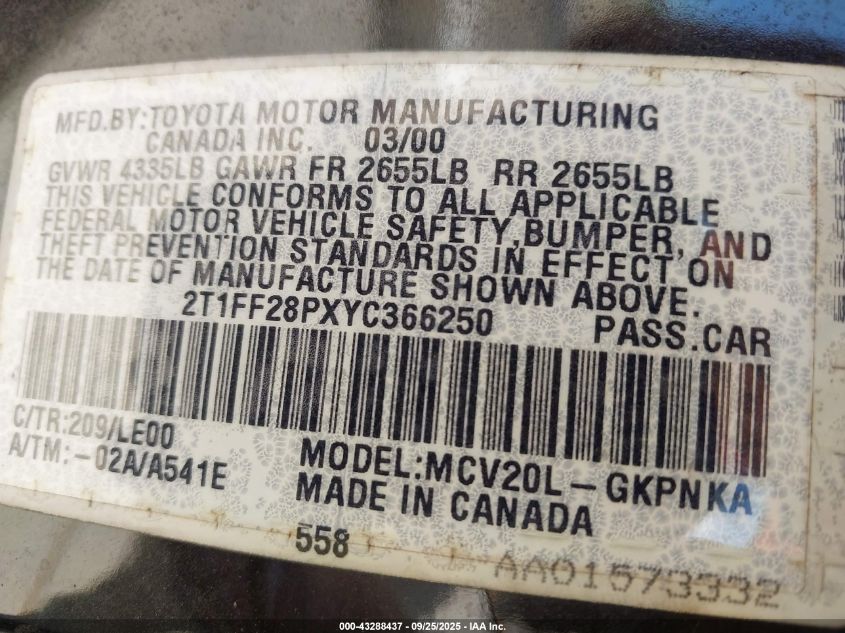 MFD.BY:TOYOTA MOTOR MANUFACTURING
CANADA INC. 03/00
GVWR 4335LB GAWR FR 2655LB RR 2655LB
THIS VEHICLE CONFORMS TO ALL APPLICABLE
FEDERAL MOTOR VEHICLE SAFETY,BUMPER, AND
THEFT PREVENTION STANDARDS IN EFFECT ON
THE DATE OF MANUFACTURE SHOWN ABOVE.
2T1FF28PXYC366250 PASS.CAR
C/TR:209/LE00
A/TM:-02A/A541E
MODEL:MCV20L-GKPNKA
MADE IN CANADA
558
AA01573332
000-43288437 - 09/25/2025 - IAA Inc.